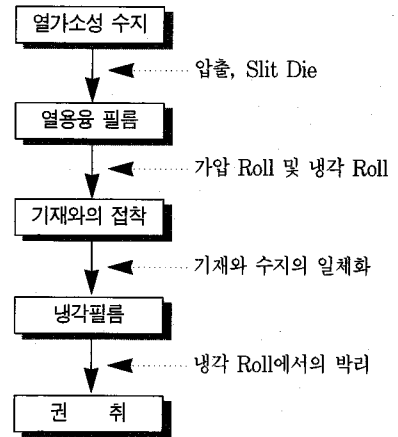 열가소성 수지
압출, Slit Die
열용융 필름
가압 Roll 및 냉각 Roll
기재와의 접착
기재와 수지의 일체화
냉각필름
냉각 Roll에서의 박리
권 취